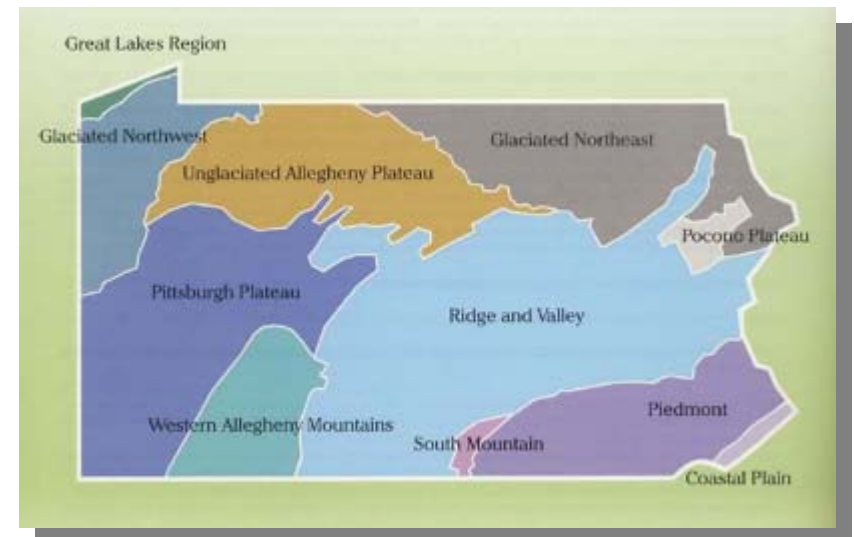 Great Lakes Region
Glaciated Northwest
Glaciated Northeast
Unglaciated Allegheny Plateau
Pocono Plateau
Pittsburgh Plateau
Ridge and Valley
Western Allegheny Mountains
Piedmont
South Mountain
Coastal Plain